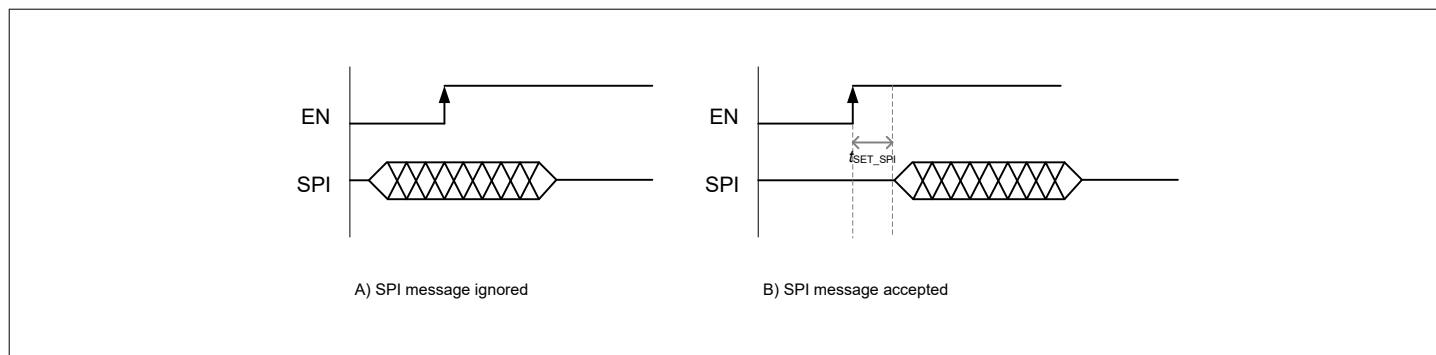 EN
SPI
A) SPI message ignored
EN
tSET_SPI
SPI
B) SPI message accepted